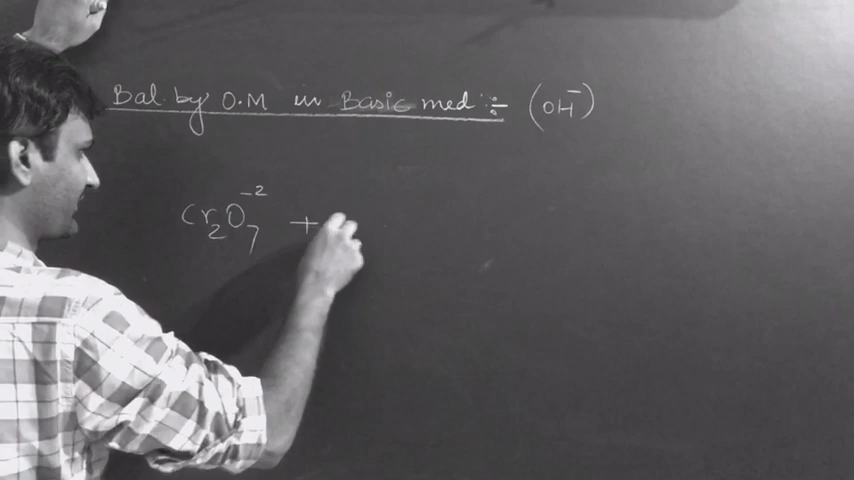 Bal. by O.M in Basic med :- (OH⁻)
Cr₂O₇⁻² +